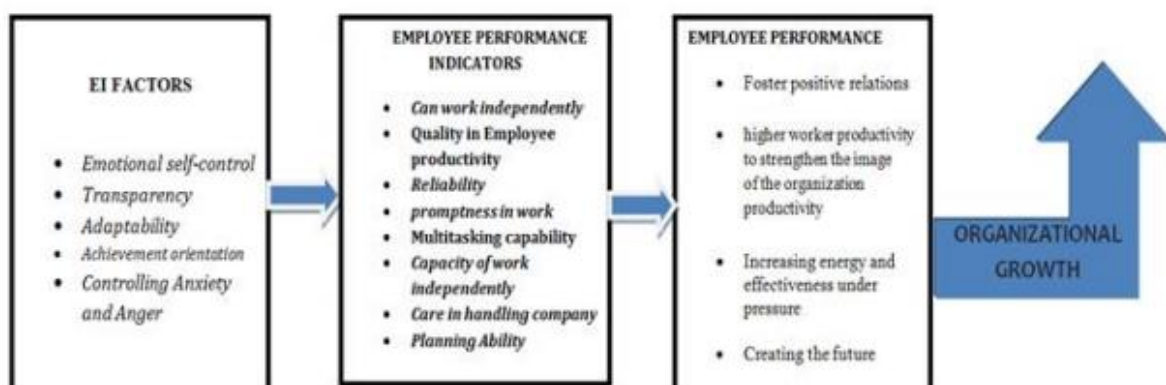 EI FACTORS
• Emotional self-control
• Transparency
• Adaptability
• Achievement orientation
• Controlling Anxiety
and Anger
EMPLOYEE PERFORMANCE
INDICATORS
• Can work independently
• Quality in Employee
productivity
• Reliability
• promptness in work
• Multitasking capability
• Capacity of work
independently
• Care in handling company
• Planning Ability
EMPLOYEE PERFORMANCE
• Foster positive relations
• higher worker productivity
to strengthen the image
of the organization
productivity
• Increasing energy and
effectiveness under
pressure
• Creating the future
ORGANIZATIONAL
GROWTH